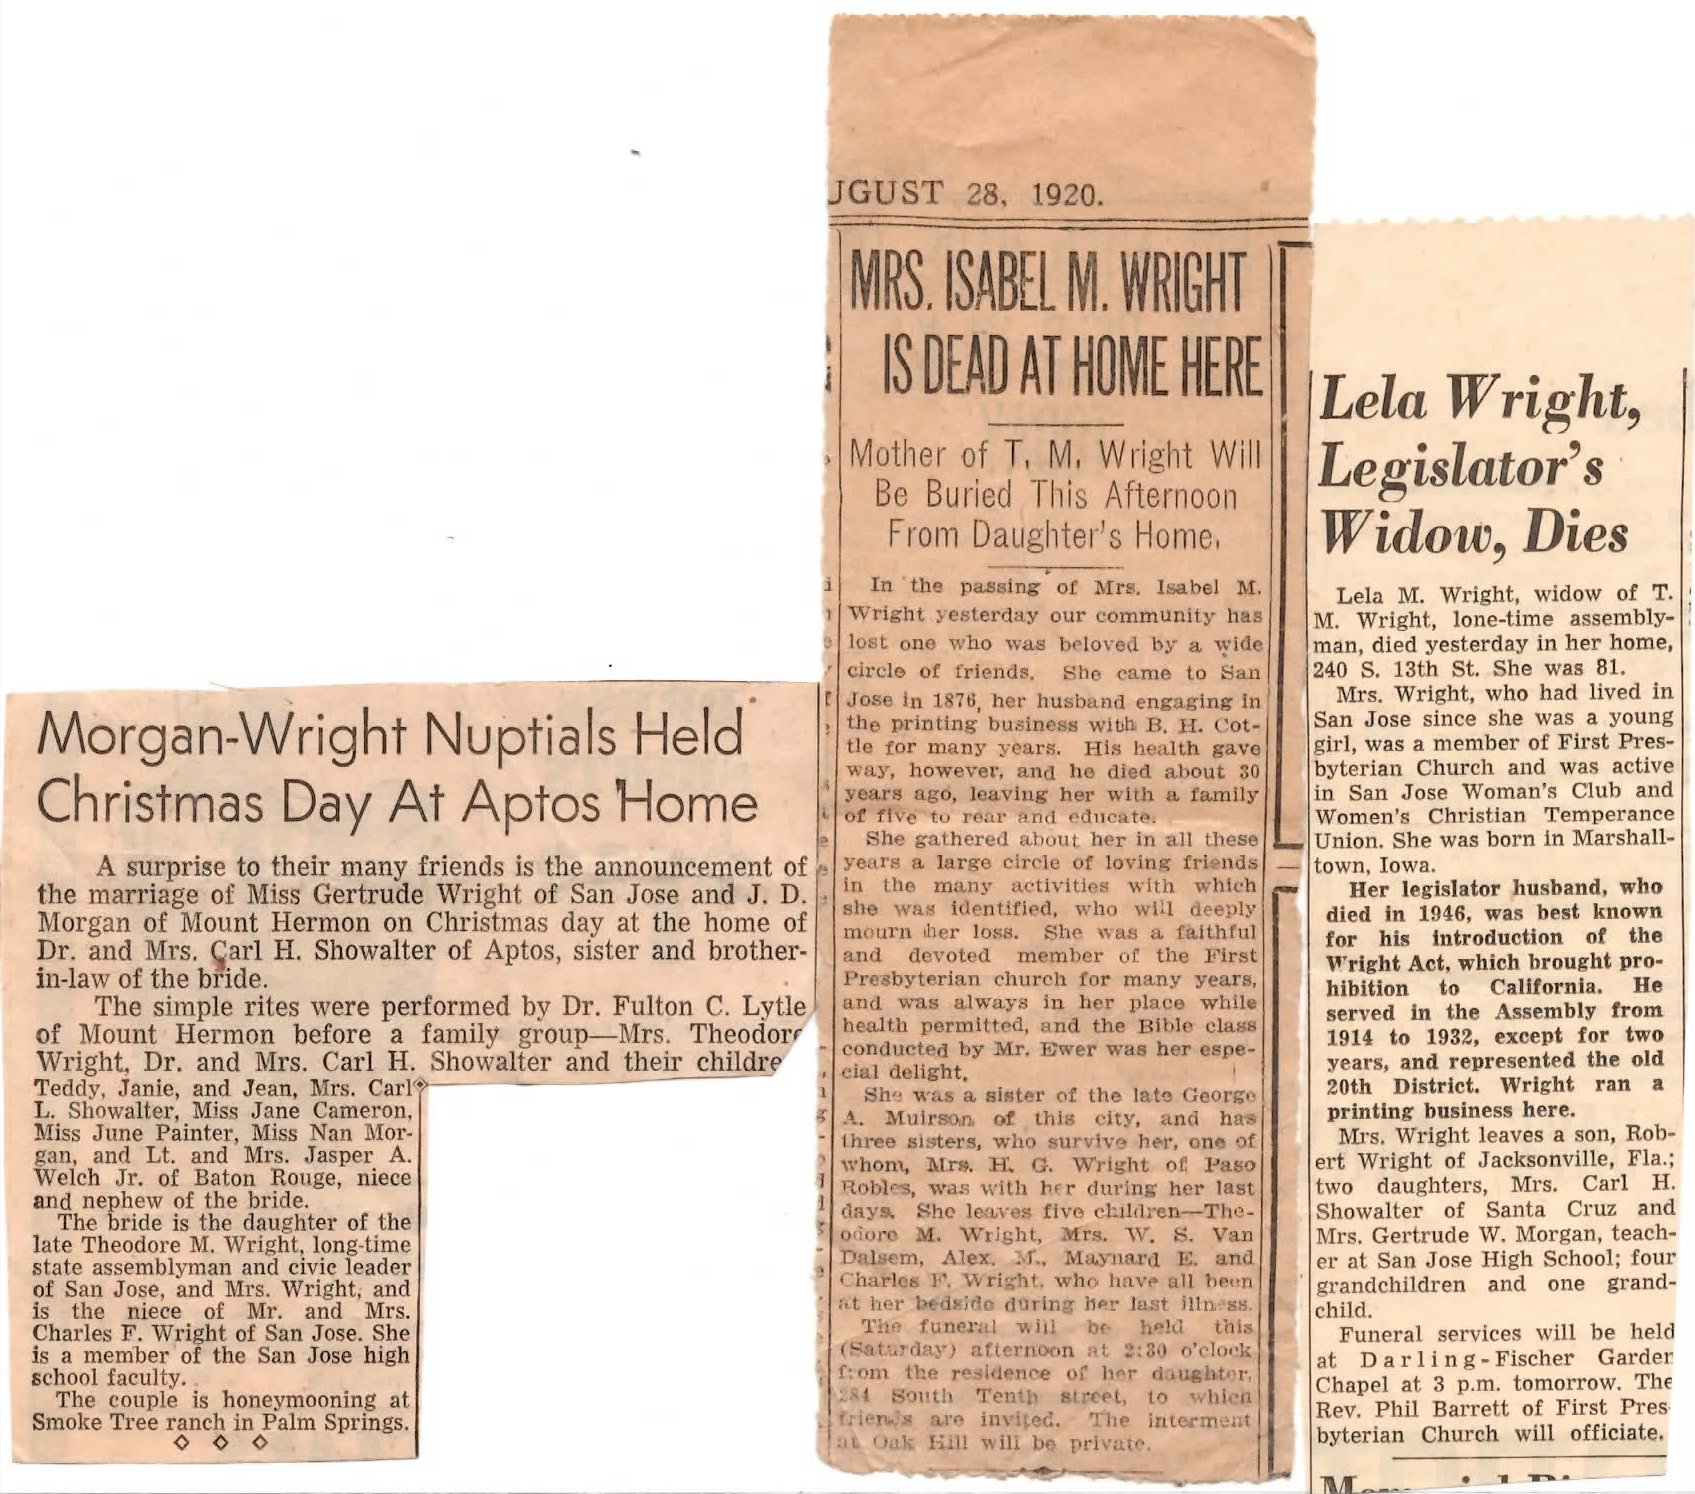 Morgan-Wright Nuptials Held
Christmas Day At Aptos Home
A surprise to their many friends is the announcement of
the marriage of Miss Gertrude Wright of San Jose and J. D.
Morgan of Mount Hermon on Christmas day at the home of
Dr. and Mrs. Carl H. Showalter of Aptos, sister and brother-
in-law of the bride.
The simple rites were performed by Dr. Fulton C. Lytle
of Mount Hermon before a family group—Mrs. Theodore
Wright, Dr. and Mrs. Carl H. Showalter and their childre
Teddy, Janie, and Jean, Mrs. Carl
L. Showalter, Miss Jane Cameron,
Miss June Painter, Miss Nan Mor-
gan, and Lt. and Mrs. Jasper A.
Welch Jr. of Baton Rouge, niece
and nephew of the bride.
The bride is the daughter of the
late Theodore M. Wright, long-time
state assemblyman and civic leader
of San Jose, and Mrs. Wright, and
is the niece of Mr. and Mrs.
Charles F. Wright of San Jose. She
is a member of the San Jose high
school faculty.
The couple is honeymooning at
Smoke Tree ranch in Palm Springs.
UGUST 28, 1920.
MRS. ISABEL M. WRIGHT
IS DEAD AT HOME HERE
Mother of T. M. Wright Will
Be Buried This Afternoon
From Daughter's Home.
In the passing of Mrs. Isabel M.
Wright yesterday our community has
lost one who was beloved by a wide
circle of friends. She came to San
Jose in 1876, her husband engaging in
the printing business with B. H. Cot-
tle for many years. His health gave
way, however, and he died about 30
years ago, leaving her with a family
of five to rear and educate.
She gathered about her in all these
years a large circle of loving friends
in the many activities with which
she was identified, who will deeply
mourn her loss. She was a faithful
and devoted member of the First
Presbyterian church for many years,
and was always in her place while
health permitted, and the Bible class
conducted by Mr. Ewer was her espe-
cial delight.
She was a sister of the late George
A. Muirson of this city, and has
three sisters, who survive her, one of
whom, Mrs. H. G. Wright of Paso
Robles, was with her during her last
days. She leaves five children—The-
odore M. Wright, Mrs. W. S. Van
Dalsem, Alex. M., Maynard E. and
Charles F. Wright, who have all been
at her bedside during her last illness.
The funeral will be held this
(Saturday) afternoon at 2:30 o'clock
from the residence of her daughter,
284 South Tenth street, to which
friends are invited. The interment
at Oak Hill will be private.
Lela Wright,
Legislator's
Widow, Dies
Lela M. Wright, widow of T.
M. Wright, lone-time assembly-
man, died yesterday in her home,
240 S. 13th St. She was 81.
Mrs. Wright, who had lived in
San Jose since she was a young
girl, was a member of First Pres-
byterian Church and was active
in San Jose Woman's Club and
Women's Christian Temperance
Union. She was born in Marshall-
town, Iowa.
Her legislator husband, who
died in 1946, was best known
for his introduction of the
Wright Act, which brought pro-
hibition to California. He
served in the Assembly from
1914 to 1932, except for two
years, and represented the old
20th District. Wright ran a
printing business here.
Mrs. Wright leaves a son, Rob-
ert Wright of Jacksonville, Fla.;
two daughters, Mrs. Carl H.
Showalter of Santa Cruz and
Mrs. Gertrude W. Morgan, teach-
er at San Jose High School; four
grandchildren and one grand-
child.
Funeral services will be held
at Darling-Fischer Garden
Chapel at 3 p.m. tomorrow. The
Rev. Phil Barrett of First Pres-
byterian Church will officiate.